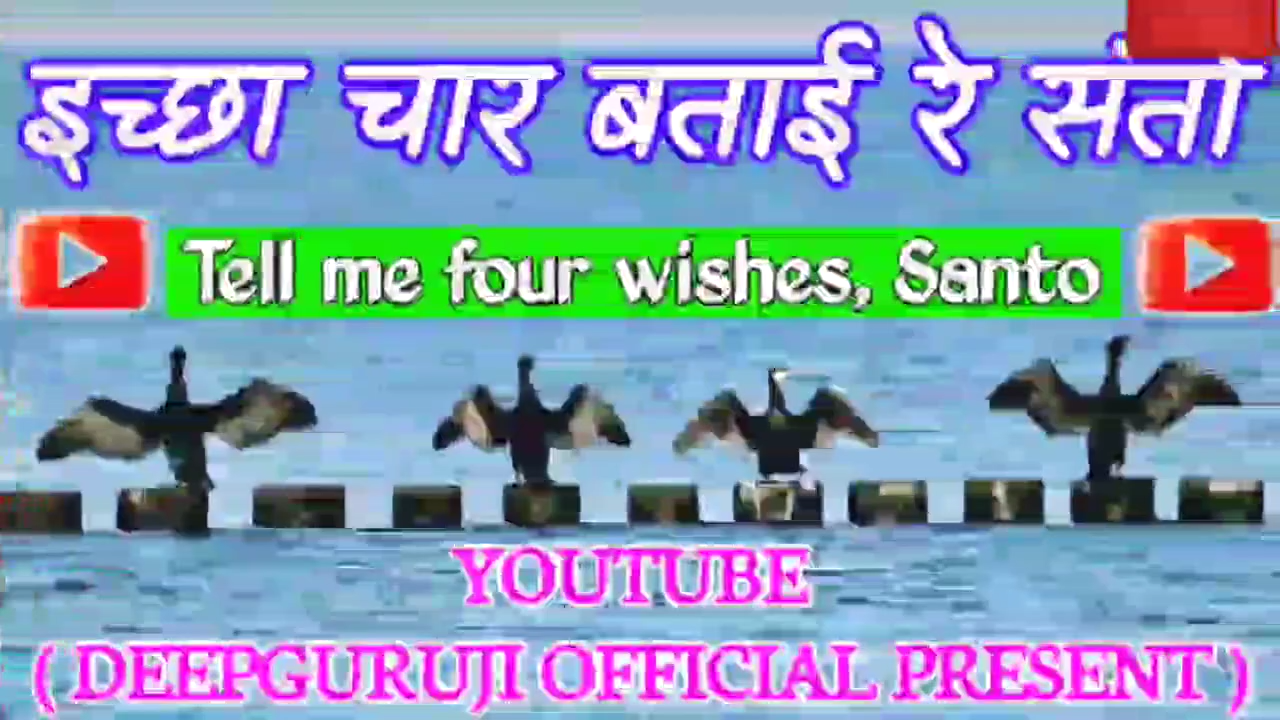 इच्छा चार बताई रे संतो
Tell me four wishes, Santo
YOUTUBE
( DEEPGURUJI OFFICIAL PRESENT )